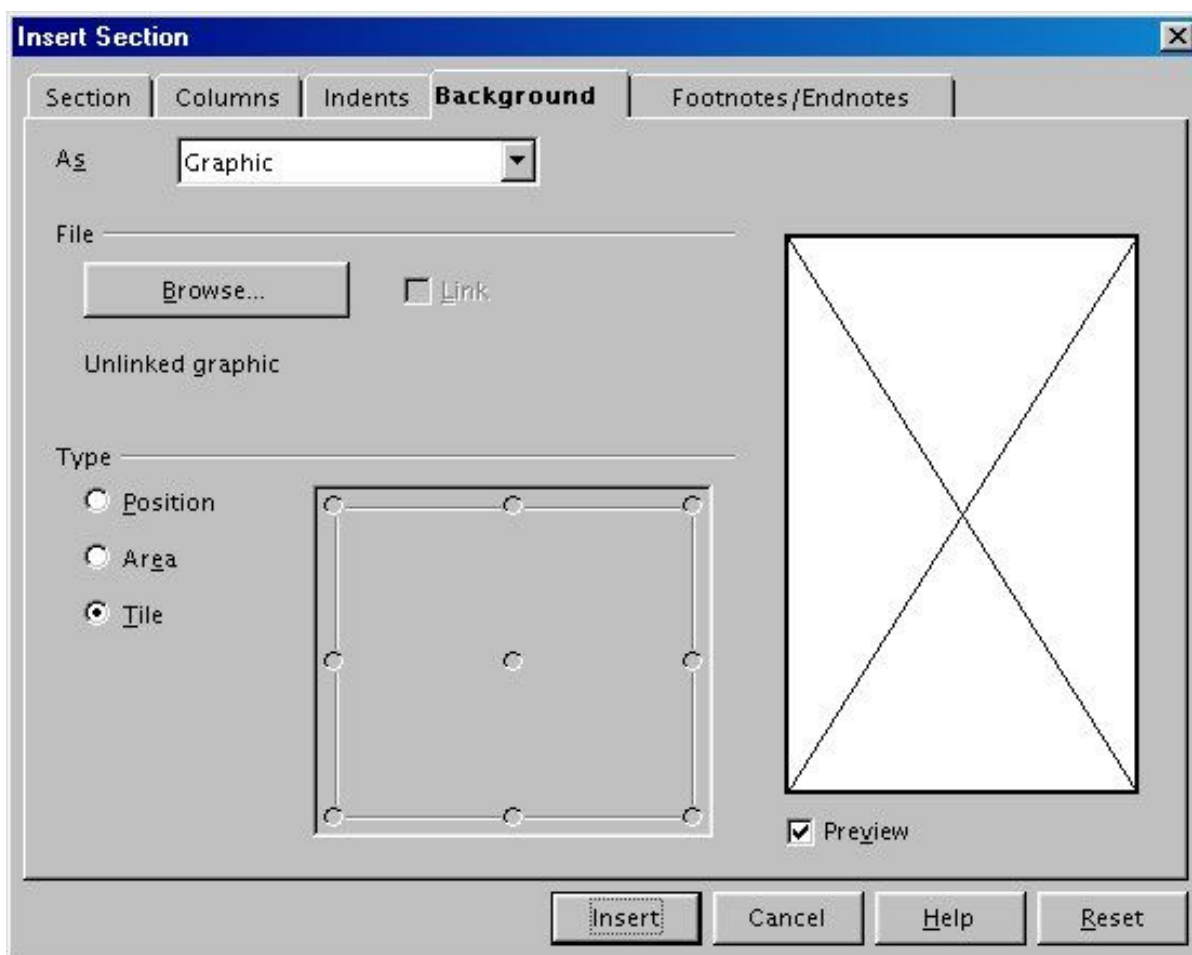 Insert Section
Section Columns Indents Background Footnotes/Endnotes
As Graphic
File
Browse... Link
Unlinked graphic
Type
Position
Area
Tile
Preview
Insert Cancel Help Reset